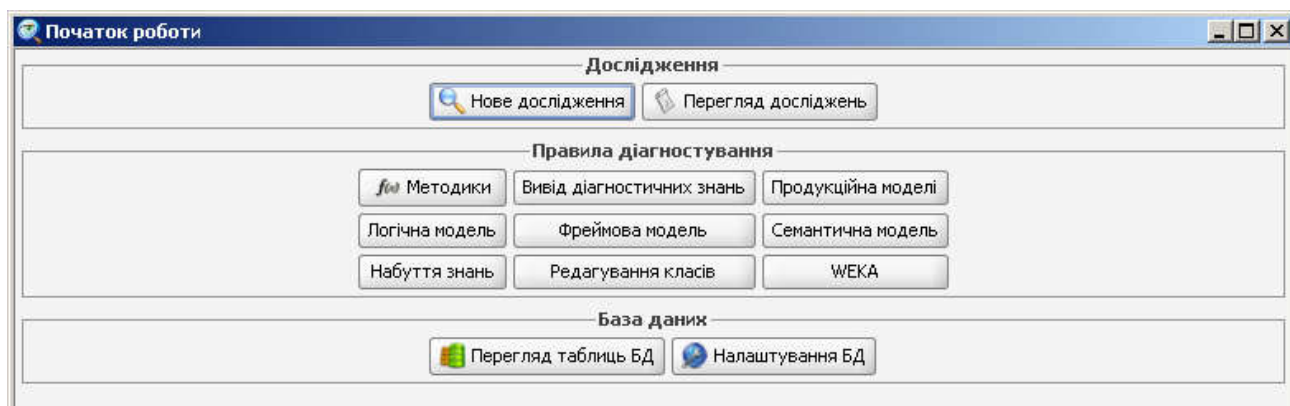 Початок роботи
Дослідження
Нове дослідження Перегляд досліджень
Правила діагностування
f(x) Методики Вивід діагностичних знань Продукційна моделі
Логічна модель Фреймова модель Семантична модель
Набуття знань Редагування класів WEKA
База даних
Перегляд таблиць БД Налаштування БД